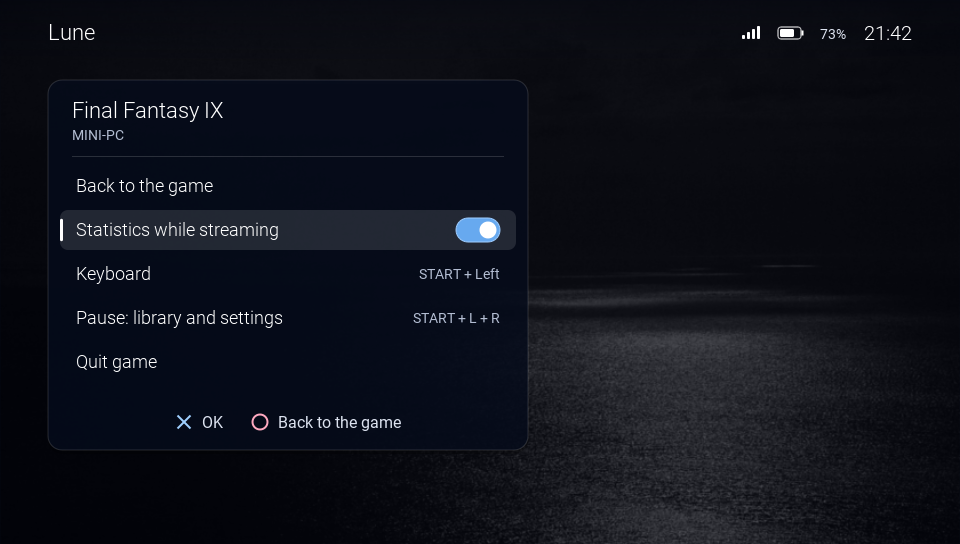 Lune
73%
21:42
Final Fantasy IX
MINI-PC
Back to the game
Statistics while streaming
Keyboard START + Left
Pause: library and settings START + L + R
Quit game
OK Back to the game